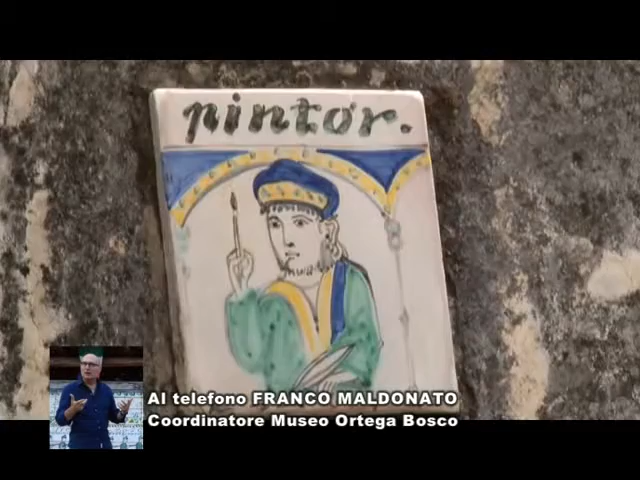 pintor.
Al telefono FRANCO MALDONATO
Coordinatore Museo Ortega Bosco